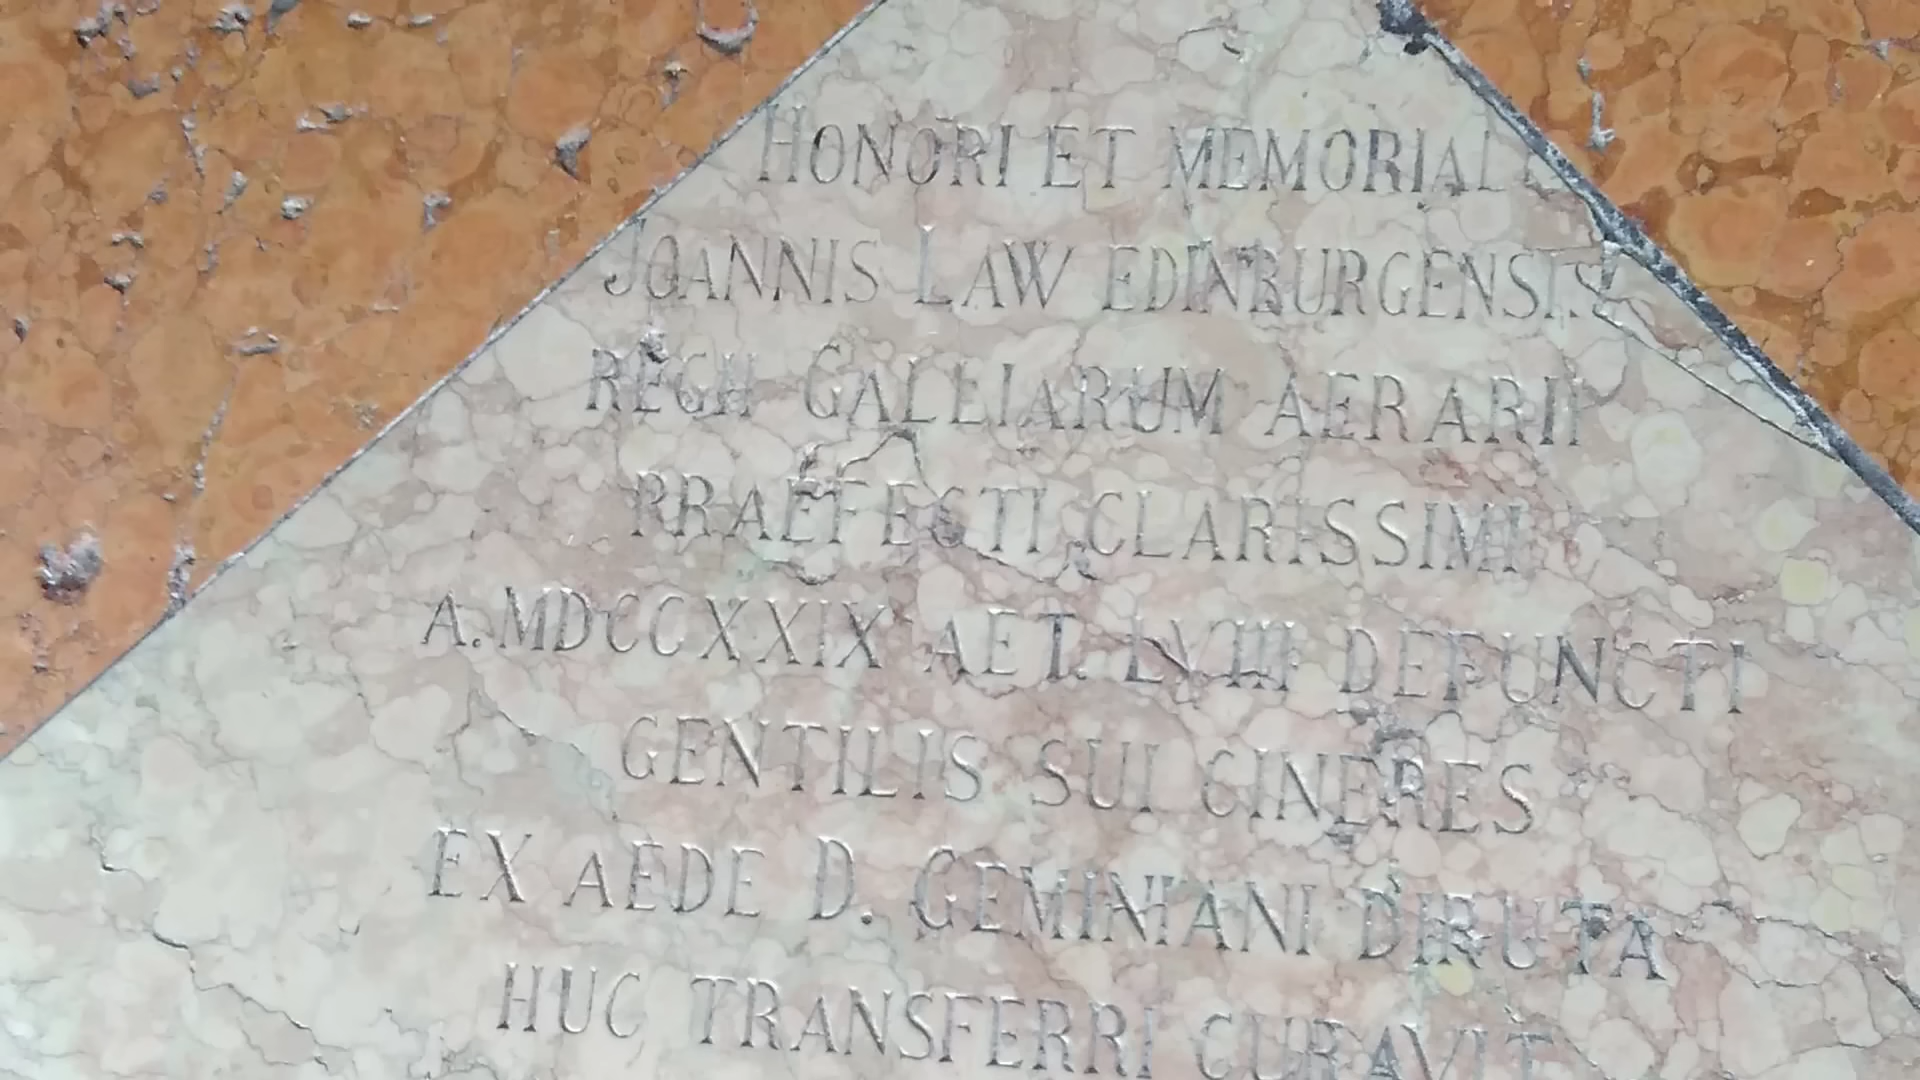 HONORI ET MEMORIAE
JOANNIS LAW EDINBURGENSIS
REGII GALLIARUM AERARII
PRAEFECTI CLARISSIMI
A. MDCCXXIX AET. LVIII DEFUNCTI
GENTILIS SUI CINERES
EX AEDE D. GEMINIANI DIRUTA
HUC TRANSFERRI CURAVIT